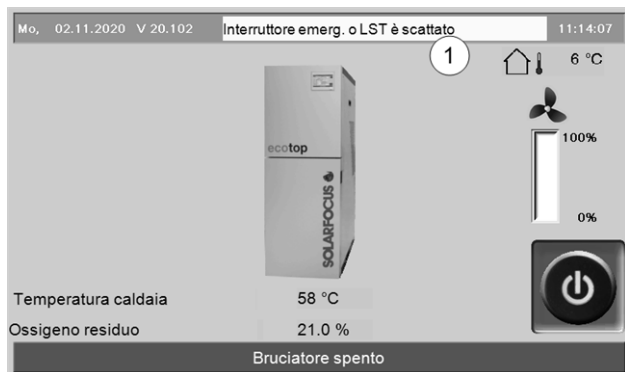 Mo, 02.11.2020 V 20.102 Interruttore emerg. o LST è scattato 11:14:07
1
6 °C
100%
ecotop
SOLARFOCUS
0%
Temperatura caldaia 58 °C
Ossigeno residuo 21.0 %
Bruciatore spento